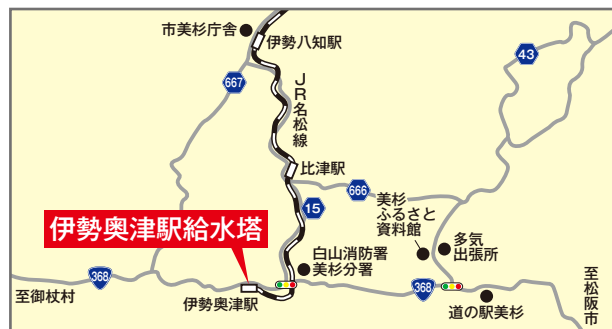 市美杉庁舎
伊勢八知駅
43
667
JR名松線
比津駅
666
15
美杉
ふるさと
資料館
伊勢奥津駅給水塔
白山消防署
美杉分署
多気
出張所
368
368
至御杖村
伊勢奥津駅
道の駅美杉
至松阪市